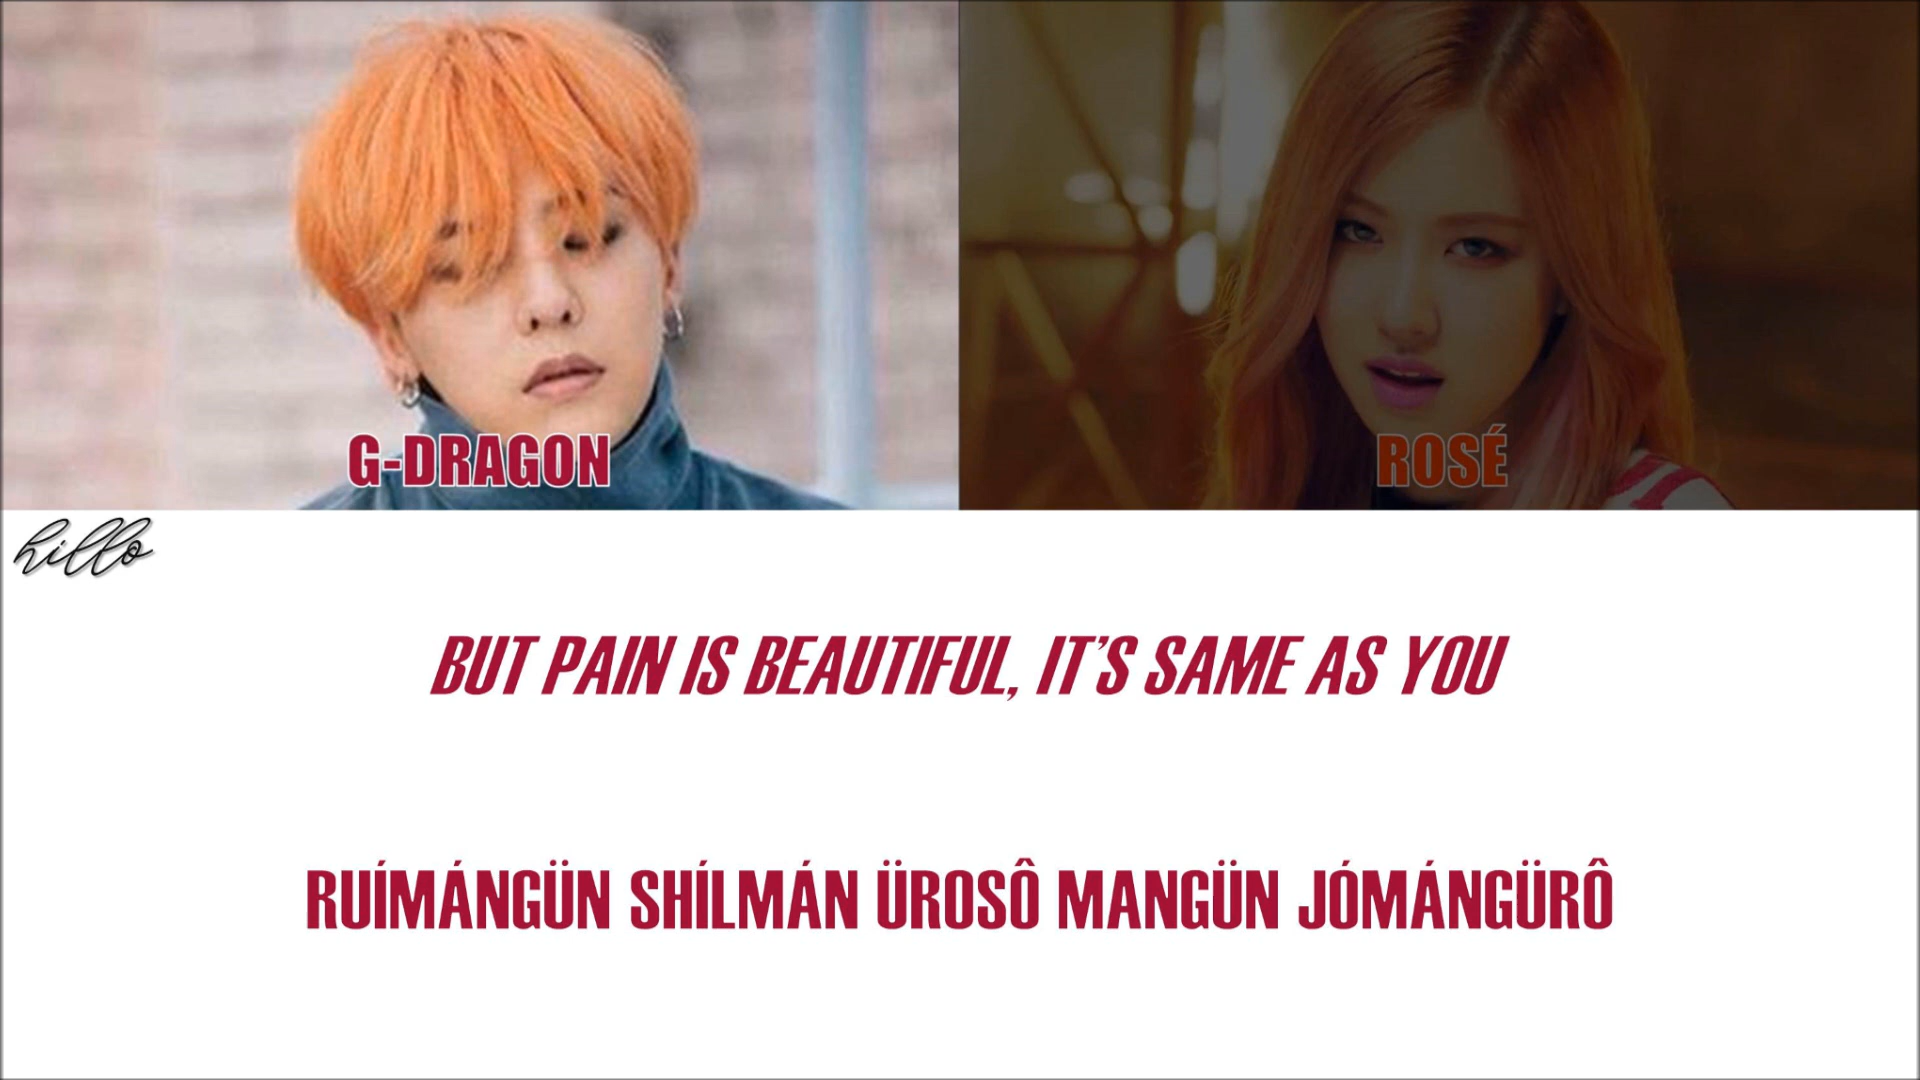 G-DRAGON
ROSÉ
hillo
BUT PAIN IS BEAUTIFUL, IT'S SAME AS YOU
RUÍMÁNGÜN SHÍLMÁN ÜROSÔ MANGÜN JÓMÁNGÜRÔ